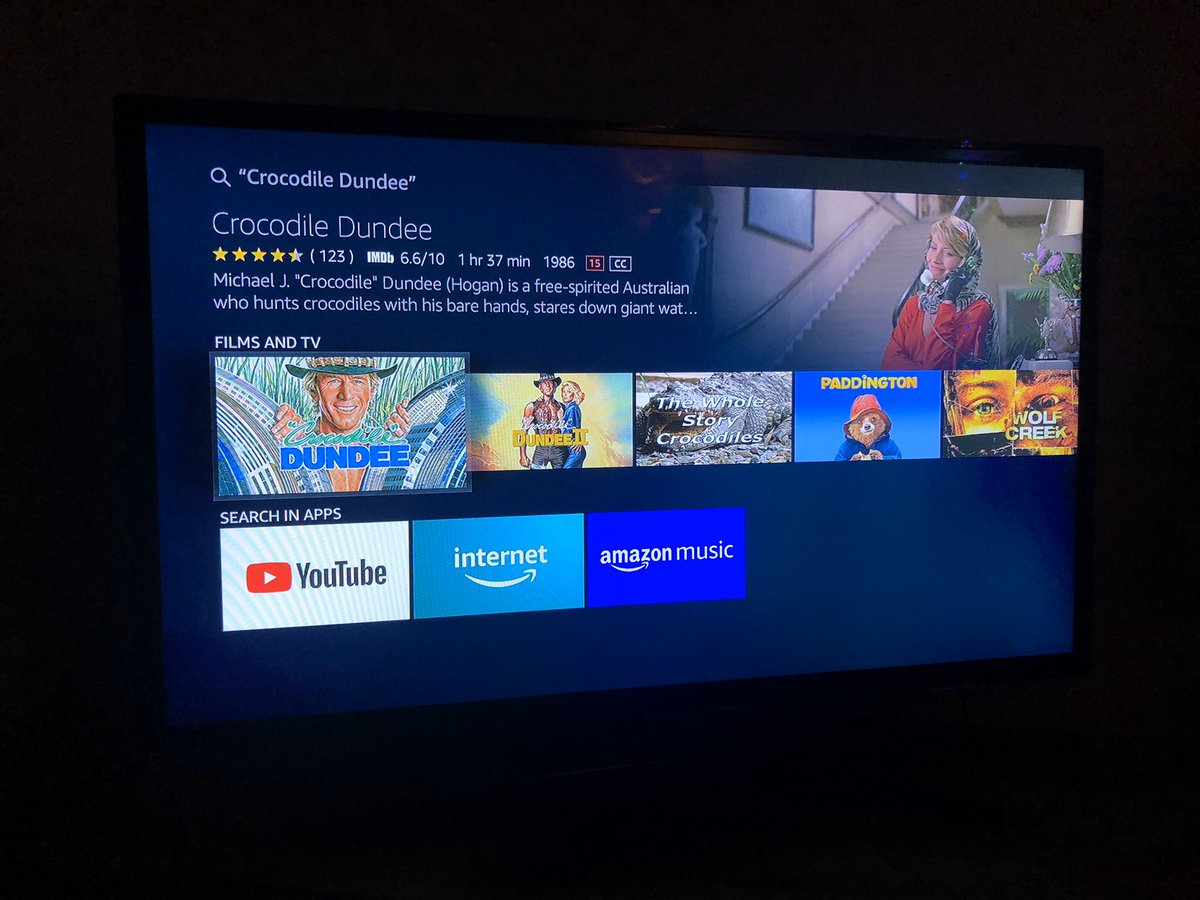 "Crocodile Dundee"
Crocodile Dundee
( 123 ) IMDb 6.6/10 1 hr 37 min 1986 15 CC
Michael J. "Crocodile" Dundee (Hogan) is a free-spirited Australian
who hunts crocodiles with his bare hands, stares down giant wat...
FILMS AND TV
"Crocodile"
DUNDEE
Crocodile
DUNDEE II
The Whole
Story
Crocodiles
PADDINGTON
WOLF
CREEK
SEARCH IN APPS
YouTube
internet
amazon music